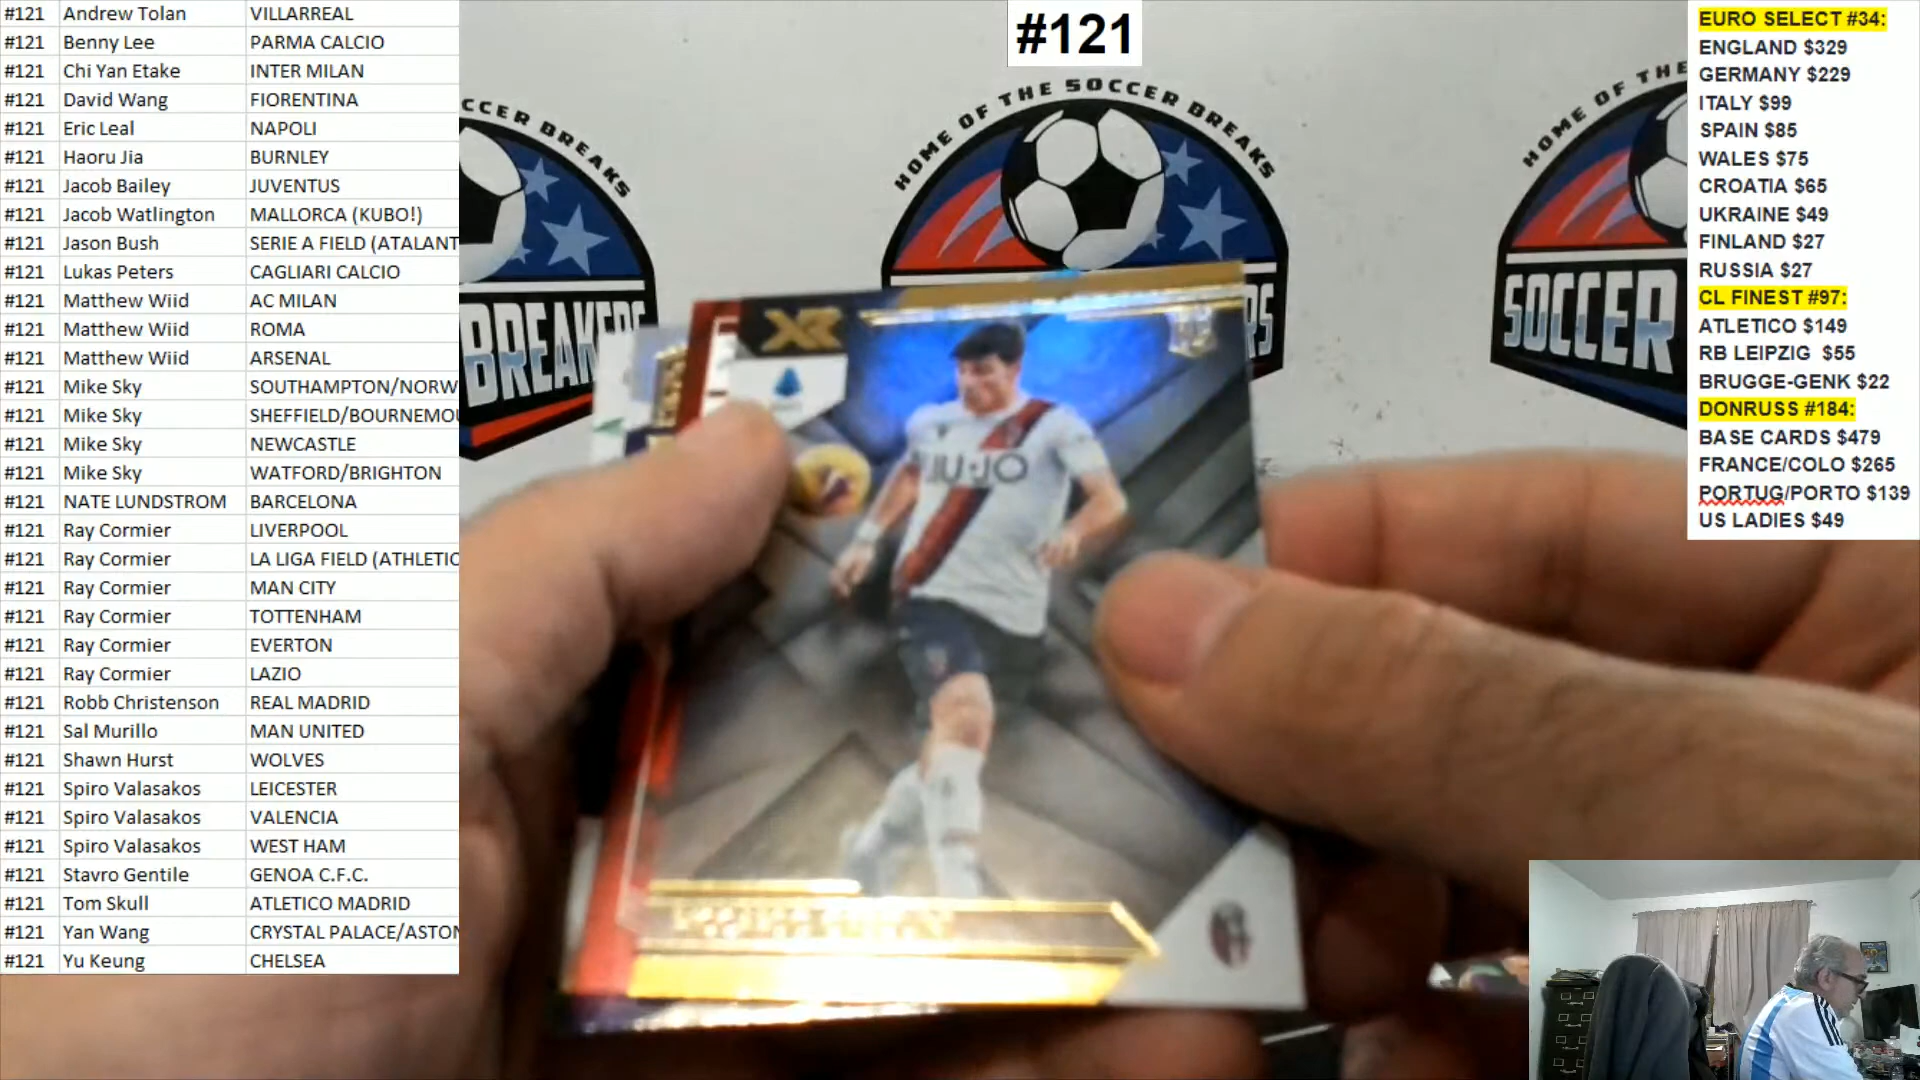 #121 Andrew Tolan VILLARREAL
#121 Benny Lee PARMA CALCIO
#121 Chi Yan Etake INTER MILAN
#121 David Wang FIORENTINA
#121 Eric Leal NAPOLI
#121 Haoru Jia BURNLEY
#121 Jacob Bailey JUVENTUS
#121 Jacob Watlington MALLORCA (KUBO!)
#121 Jason Bush SERIE A FIELD (ATALANT
#121 Lukas Peters CAGLIARI CALCIO
#121 Matthew Wiid AC MILAN
#121 Matthew Wiid ROMA
#121 Matthew Wiid ARSENAL
#121 Mike Sky SOUTHAMPTON/NORW
#121 Mike Sky SHEFFIELD/BOURNEMOU
#121 Mike Sky NEWCASTLE
#121 Mike Sky WATFORD/BRIGHTON
#121 NATE LUNDSTROM BARCELONA
#121 Ray Cormier LIVERPOOL
#121 Ray Cormier LA LIGA FIELD (ATHLETIC
#121 Ray Cormier MAN CITY
#121 Ray Cormier TOTTENHAM
#121 Ray Cormier EVERTON
#121 Ray Cormier LAZIO
#121 Robb Christenson REAL MADRID
#121 Sal Murillo MAN UNITED
#121 Shawn Hurst WOLVES
#121 Spiro Valasakos LEICESTER
#121 Spiro Valasakos VALENCIA
#121 Spiro Valasakos WEST HAM
#121 Stavro Gentile GENOA C.F.C.
#121 Tom Skull ATLETICO MADRID
#121 Yan Wang CRYSTAL PALACE/ASTON
#121 Yu Keung CHELSEA
#121
CCER BREAKS
BREAKERS
HOME OF THE SOCCER BREAKS
RS
HOME OF THE
SOCCER
XR
LIU·JO
EURO SELECT #34:
ENGLAND $329
GERMANY $229
ITALY $99
SPAIN $85
WALES $75
CROATIA $65
UKRAINE $49
FINLAND $27
RUSSIA $27
CL FINEST #97:
ATLETICO $149
RB LEIPZIG $55
BRUGGE-GENK $22
DONRUSS #184:
BASE CARDS $479
FRANCE/COLO $265
PORTUG/PORTO $139
US LADIES $49